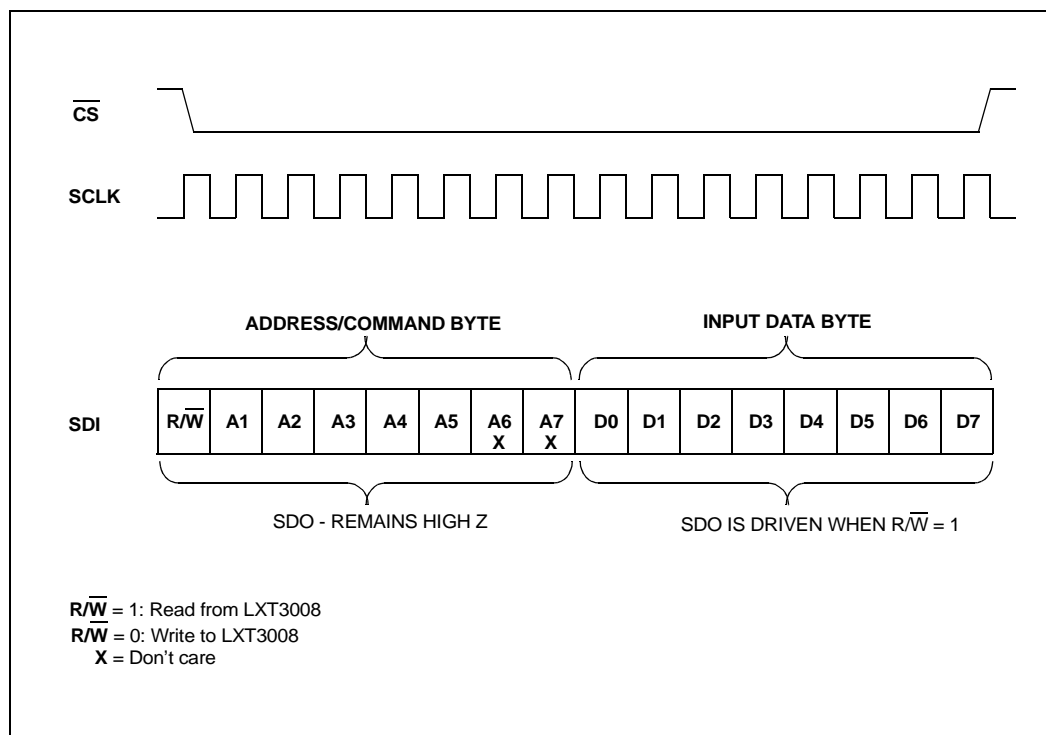 C̅S̅
SCLK
ADDRESS/COMMAND BYTE INPUT DATA BYTE
SDI R/W̅ A1 A2 A3 A4 A5 A6 A7 D0 D1 D2 D3 D4 D5 D6 D7
X X
SDO - REMAINS HIGH Z SDO IS DRIVEN WHEN R/W̅ = 1
R/W̅ = 1: Read from LXT3008
R/W̅ = 0: Write to LXT3008
X = Don't care